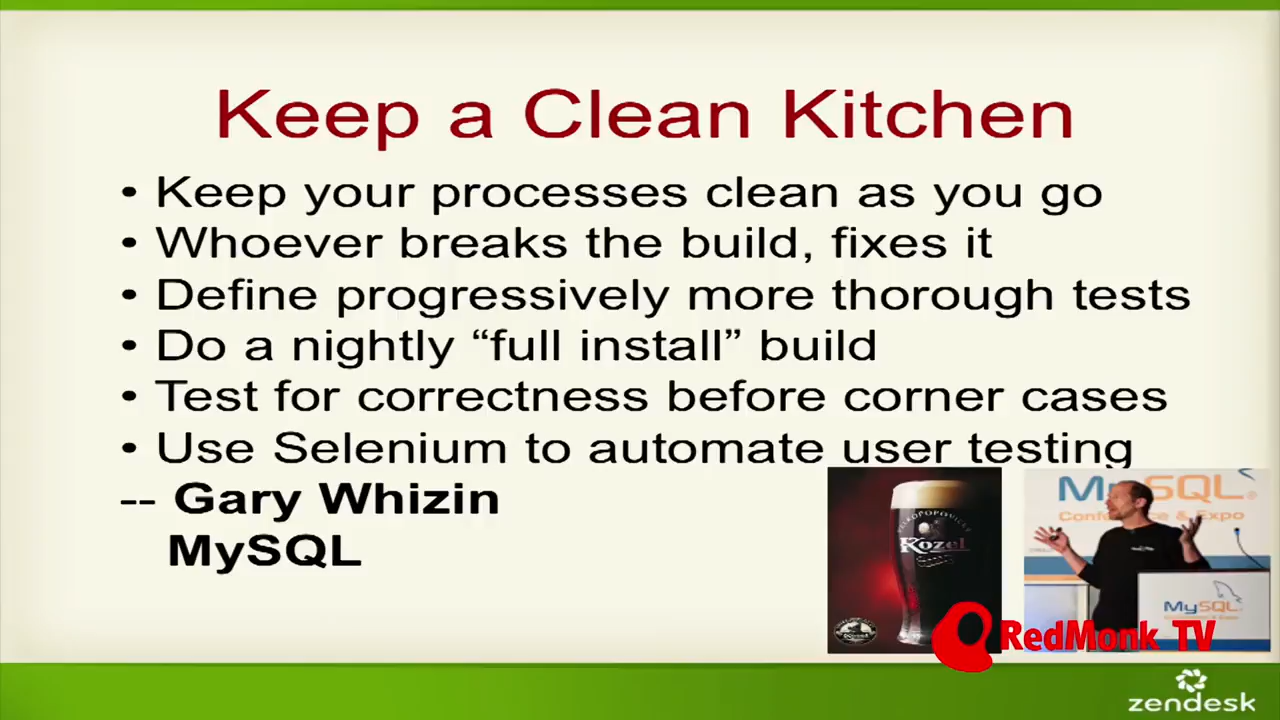 Keep a Clean Kitchen
• Keep your processes clean as you go
• Whoever breaks the build, fixes it
• Define progressively more thorough tests
• Do a nightly “full install” build
• Test for correctness before corner cases
• Use Selenium to automate user testing
-- Gary Whizin
MySQL
MySQL®
Conference & Expo
Kozel
MySQL
RedMonk TV
zendesk